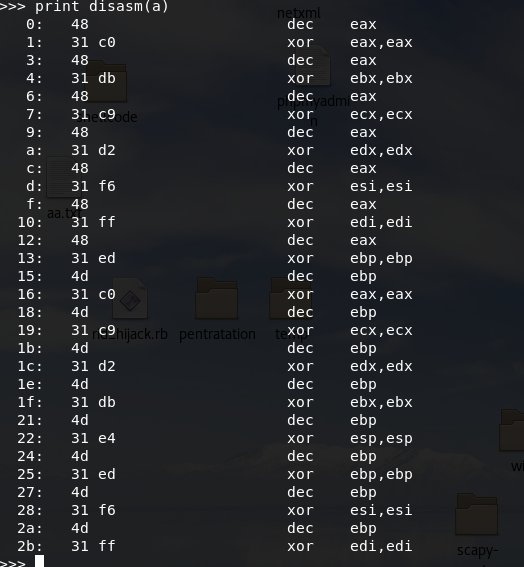 >>> print disasm(a)
0: 48 dec eax
1: 31 c0 xor eax,eax
3: 48 dec eax
4: 31 db xor ebx,ebx
6: 48 dec eax
7: 31 c9 xor ecx,ecx
9: 48 dec eax
a: 31 d2 xor edx,edx
c: 48 dec eax
d: 31 f6 xor esi,esi
f: 48 dec eax
10: 31 ff xor edi,edi
12: 48 dec eax
13: 31 ed xor ebp,ebp
15: 4d dec ebp
16: 31 c0 xor eax,eax
18: 4d dec ebp
19: 31 c9 xor ecx,ecx
1b: 4d dec ebp
1c: 31 d2 xor edx,edx
1e: 4d dec ebp
1f: 31 db xor ebx,ebx
21: 4d dec ebp
22: 31 e4 xor esp,esp
24: 4d dec ebp
25: 31 ed xor ebp,ebp
27: 4d dec ebp
28: 31 f6 xor esi,esi
2a: 4d dec ebp
2b: 31 ff xor edi,edi
>>>
netxml
aa.txt
pentratation
temp
scapy-